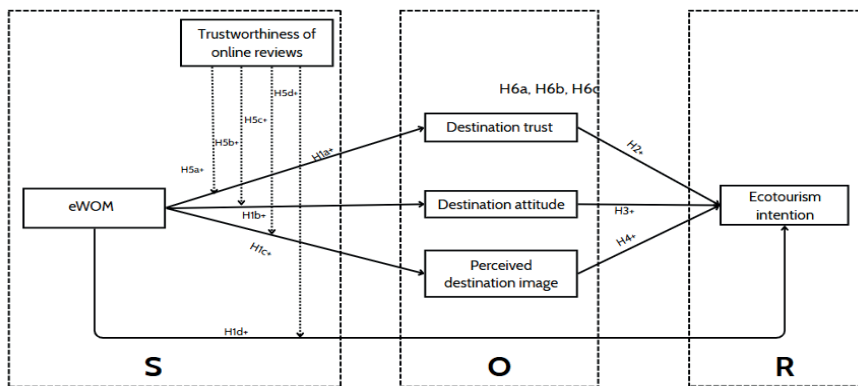 Trustworthiness of
online reviews
H5d+
H6a, H6b, H6c
H5c+
Destination trust
H5b+
H1a+
H2+
H5a+
eWOM
Destination attitude
Ecotourism
intention
H1b+
H3+
H1c+
H4+
Perceived
destination image
H1d+
S
O
R